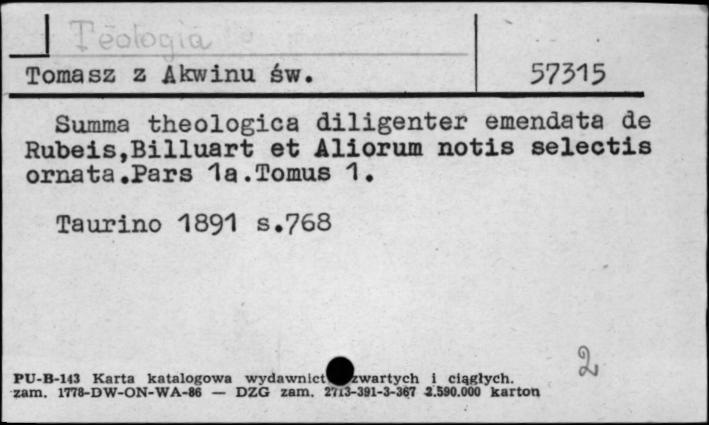 Teologia
Tomasz z Akwinu św. 57315
Summa theologica diligenter emendata de
Rubeis,Billuart et Aliorum notis selectis
ornata.Pars 1a.Tomus 1.
Taurino 1891 s.768
2
PU-B-143 Karta katalogowa wydawnict zwartych i ciągłych.
zam. 1778-DW-ON-WA-86 — DZG zam. 2713-391-3-367 2.590.000 karton